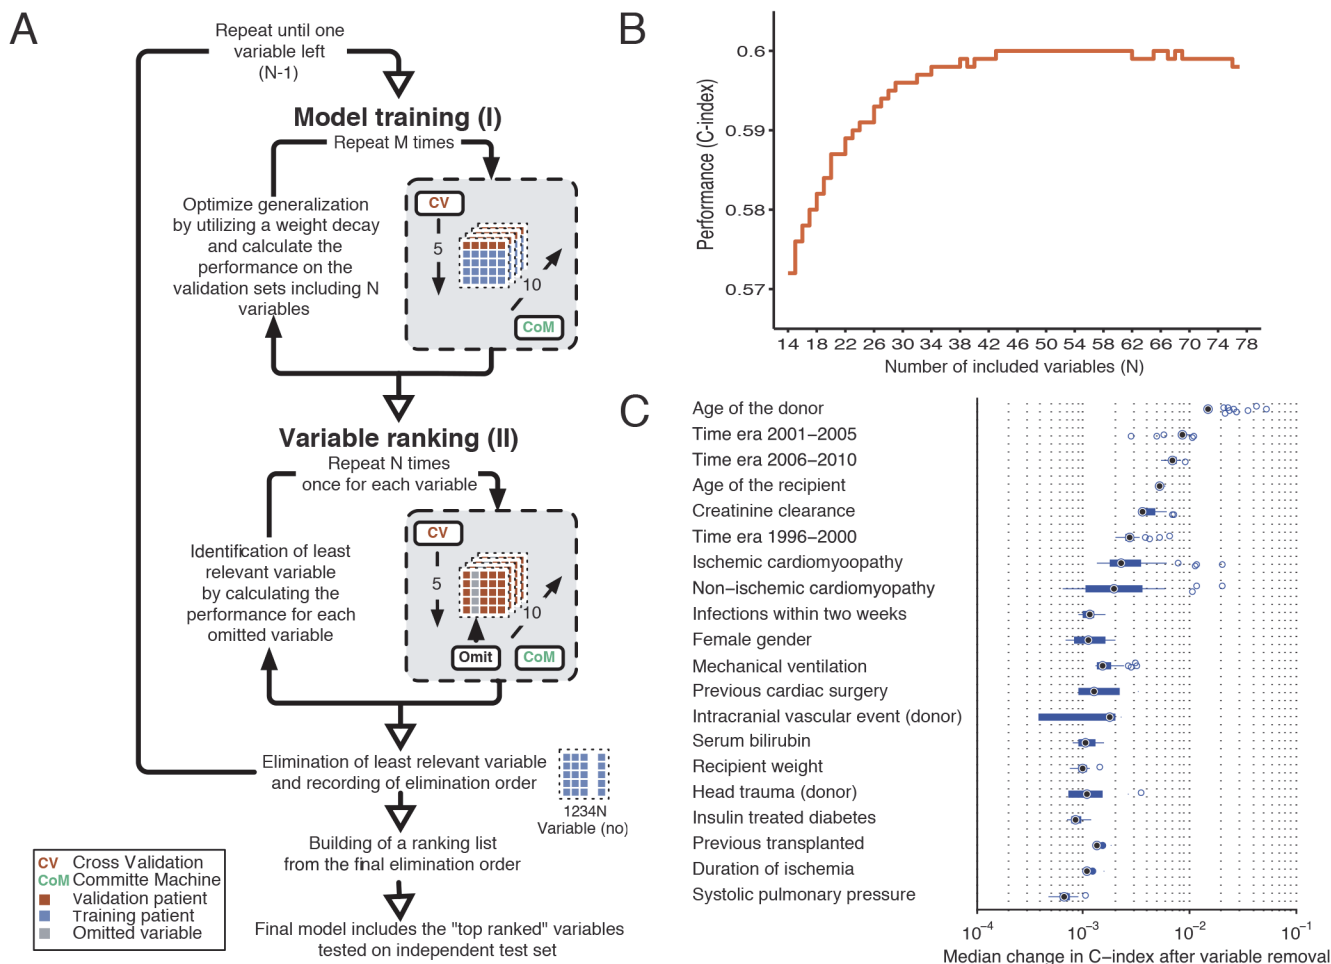 A
Repeat until one
variable left
(N-1)
Model training (I)
Repeat M times
Optimize generalization
by utilizing a weight decay
and calculate the
performance on the
validation sets including N
variables
CV
5
10
CoM
Variable ranking (II)
Repeat N times
once for each variable
Identification of least
relevant variable
by calculating the
performance for each
omitted variable
CV
5
10
Omit
CoM
Elimination of least relevant variable
and recording of elimination order
1234N
Variable (no)
Building of a ranking list
from the final elimination order
Final model includes the "top ranked" variables
tested on independent test set
CV Cross Validation
CoM Committe Machine
Validation patient
Training patient
Omitted variable
B
Performance (C-index)
0.6
0.59
0.58
0.57
14 18 22 26 30 34 38 42 46 50 54 58 62 66 70 74 78
Number of included variables (N)
C
Age of the donor
Time era 2001–2005
Time era 2006–2010
Age of the recipient
Creatinine clearance
Time era 1996–2000
Ischemic cardiomyoopathy
Non–ischemic cardiomyopathy
Infections within two weeks
Female gender
Mechanical ventilation
Previous cardiac surgery
Intracranial vascular event (donor)
Serum bilirubin
Recipient weight
Head trauma (donor)
Insulin treated diabetes
Previous transplanted
Duration of ischemia
Systolic pulmonary pressure
10⁻⁴ 10⁻³ 10⁻² 10⁻¹
Median change in C–index after variable removal